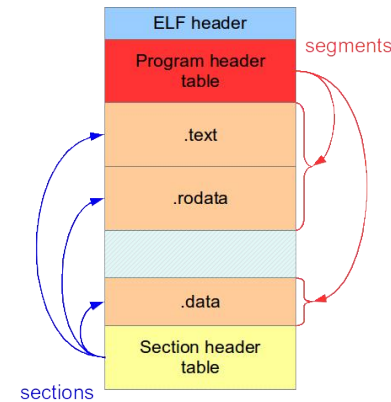 ELF header
segments
Program header
table
.text
.rodata
.data
Section header
table
sections